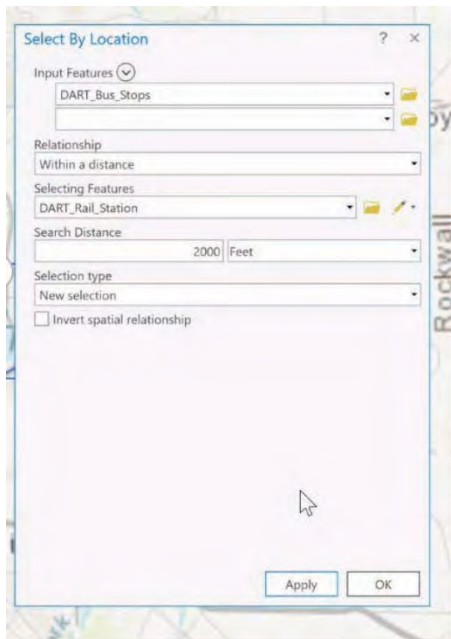 Select By Location ? ×
Input Features
DART_Bus_Stops
Relationship
Within a distance
Selecting Features
DART_Rail_Station
Search Distance
2000 Feet
Selection type
New selection
Invert spatial relationship
Apply OK
Rockwall